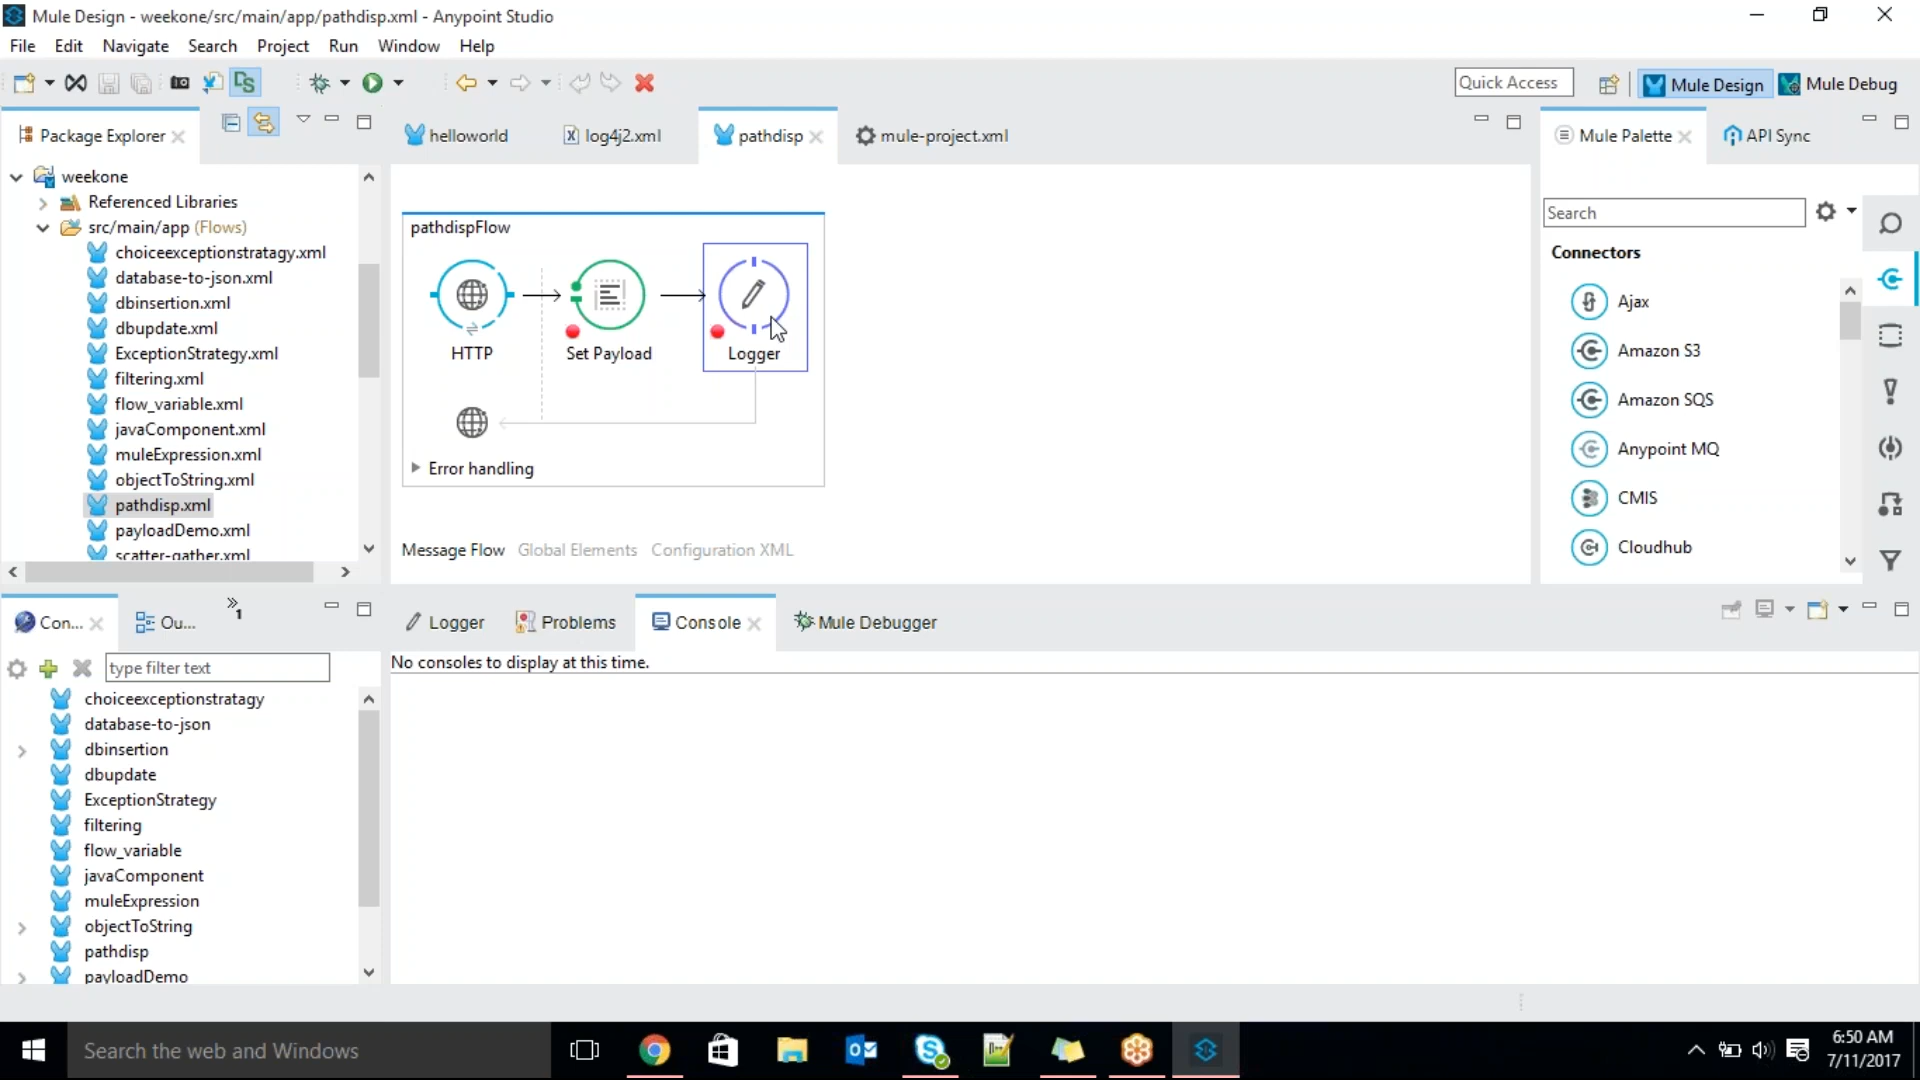 Mule Design - weekone/src/main/app/pathdisp.xml - Anypoint Studio
File Edit Navigate Search Project Run Window Help
Quick Access
Mule Design
Mule Debug
Package Explorer
weekone
Referenced Libraries
src/main/app (Flows)
choiceexceptionstratagy.xml
database-to-json.xml
dbinsertion.xml
dbupdate.xml
ExceptionStrategy.xml
filtering.xml
flow_variable.xml
javaComponent.xml
muleExpression.xml
objectToString.xml
pathdisp.xml
payloadDemo.xml
scatter-gather.xml
helloworld
log4j2.xml
pathdisp
mule-project.xml
pathdispFlow
HTTP
Set Payload
Logger
Error handling
Message Flow Global Elements Configuration XML
Mule Palette
API Sync
Search
Connectors
Ajax
Amazon S3
Amazon SQS
Anypoint MQ
CMIS
Cloudhub
Con...
Ou...
1
type filter text
choiceexceptionstratagy
database-to-json
dbinsertion
dbupdate
ExceptionStrategy
filtering
flow_variable
javaComponent
muleExpression
objectToString
pathdisp
payloadDemo
Logger
Problems
Console
Mule Debugger
No consoles to display at this time.
Search the web and Windows
6:50 AM
7/11/2017